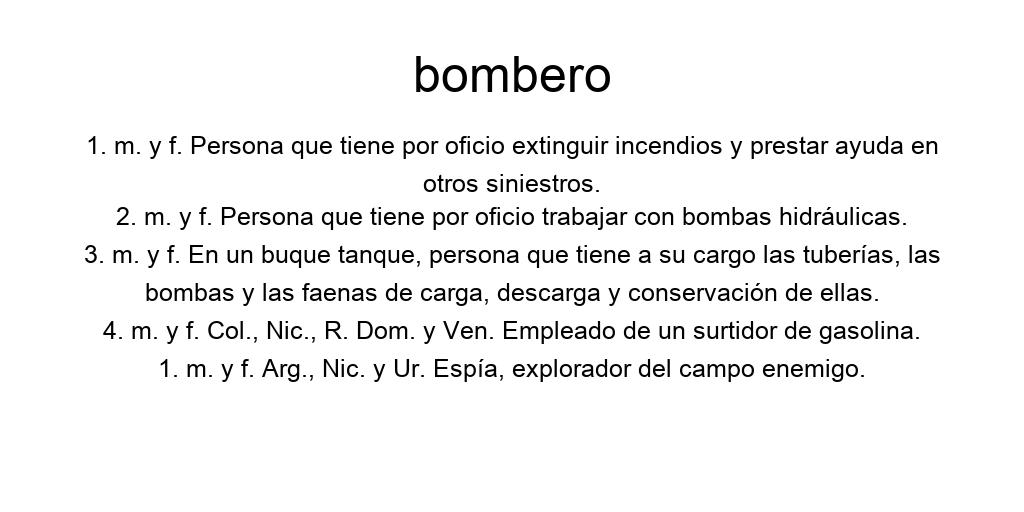 bombero
1. m. y f. Persona que tiene por oficio extinguir incendios y prestar ayuda en
otros siniestros.
2. m. y f. Persona que tiene por oficio trabajar con bombas hidráulicas.
3. m. y f. En un buque tanque, persona que tiene a su cargo las tuberías, las
bombas y las faenas de carga, descarga y conservación de ellas.
4. m. y f. Col., Nic., R. Dom. y Ven. Empleado de un surtidor de gasolina.
1. m. y f. Arg., Nic. y Ur. Espía, explorador del campo enemigo.